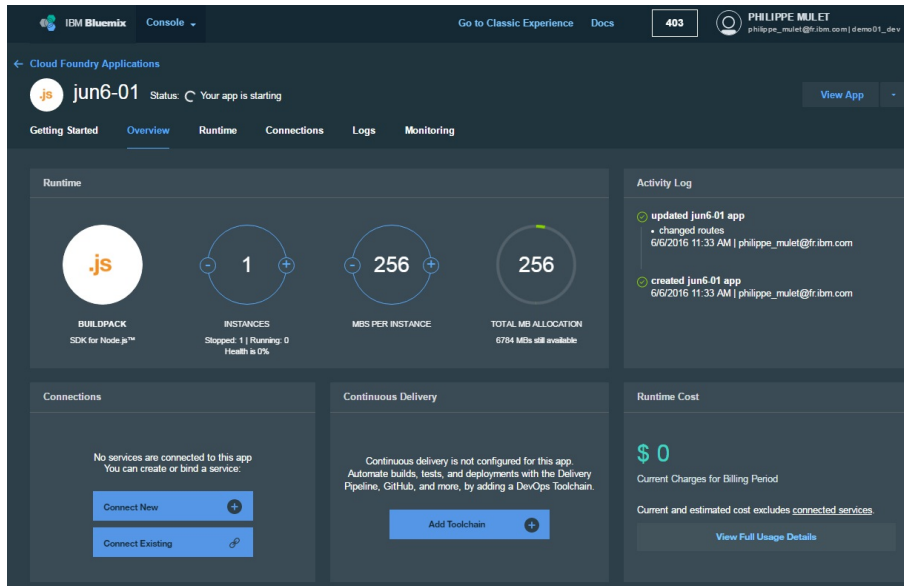 IBM Bluemix
Console
Go to Classic Experience
Docs
403
PHILIPPE MULET
philippe_mulet@fr.ibm.com | demo01_dev
Cloud Foundry Applications
.js
jun6-01
Status: Your app is starting
View App
Getting Started
Overview
Runtime
Connections
Logs
Monitoring
Runtime
.js
BUILDPACK
SDK for Node.js™
- 1 +
INSTANCES
Stopped: 1 | Running: 0
Health is 0%
- 256 +
MBS PER INSTANCE
256
TOTAL MB ALLOCATION
6784 MBs still available
Activity Log
updated jun6-01 app
• changed routes
6/6/2016 11:33 AM | philippe_mulet@fr.ibm.com
created jun6-01 app
6/6/2016 11:33 AM | philippe_mulet@fr.ibm.com
Connections
No services are connected to this app
You can create or bind a service:
Connect New
Connect Existing
Continuous Delivery
Continuous delivery is not configured for this app.
Automate builds, tests, and deployments with the Delivery
Pipeline, GitHub, and more, by adding a DevOps Toolchain.
Add Toolchain
Runtime Cost
$ 0
Current Charges for Billing Period
Current and estimated cost excludes connected services.
View Full Usage Details